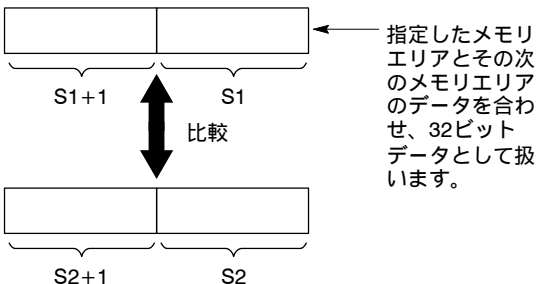 S1+1
S1
指定したメモリ
エリアとその次
のメモリエリア
のデータを合わ
せ、32ビット
データとして扱
います。
比較
S2+1
S2